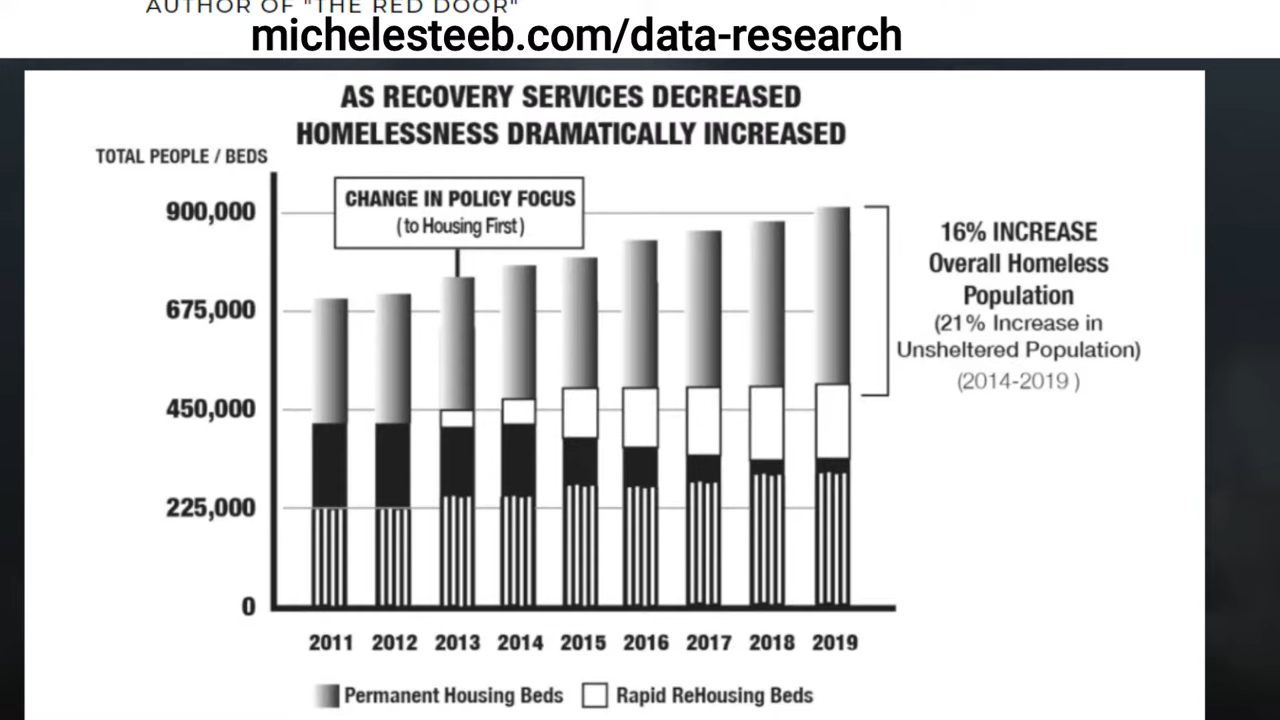 AUTHOR OF "THE RED DOOR"
michelesteeb.com/data-research
AS RECOVERY SERVICES DECREASED
HOMELESSNESS DRAMATICALLY INCREASED
TOTAL PEOPLE / BEDS
CHANGE IN POLICY FOCUS
(to Housing First)
900,000
675,000
450,000
225,000
0
16% INCREASE
Overall Homeless
Population
(21% Increase in
Unsheltered Population)
(2014-2019 )
2011 2012 2013 2014 2015 2016 2017 2018 2019
Permanent Housing Beds Rapid ReHousing Beds